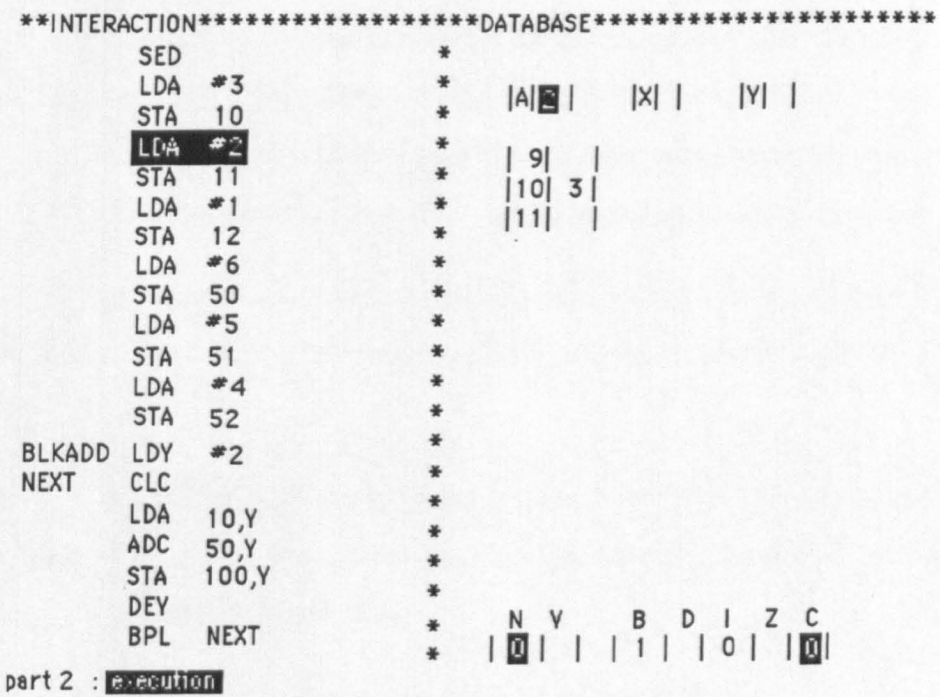 **INTERACTION******************DATABASE**********************
SED *
LDA #3 *
|A|2| |X| | |Y| |
STA 10 *
LDA #2 *
| 9| |
STA 11 *
|10| 3|
LDA #1 *
|11| |
STA 12 *
LDA #6 *
STA 50 *
LDA #5 *
STA 51 *
LDA #4 *
STA 52 *
BLKADD LDY #2 *
NEXT CLC *
LDA 10,Y *
ADC 50,Y *
STA 100,Y *
DEY
N V B D I Z C
BPL NEXT *
|0| | |1| |0| |0|
part 2 : execution